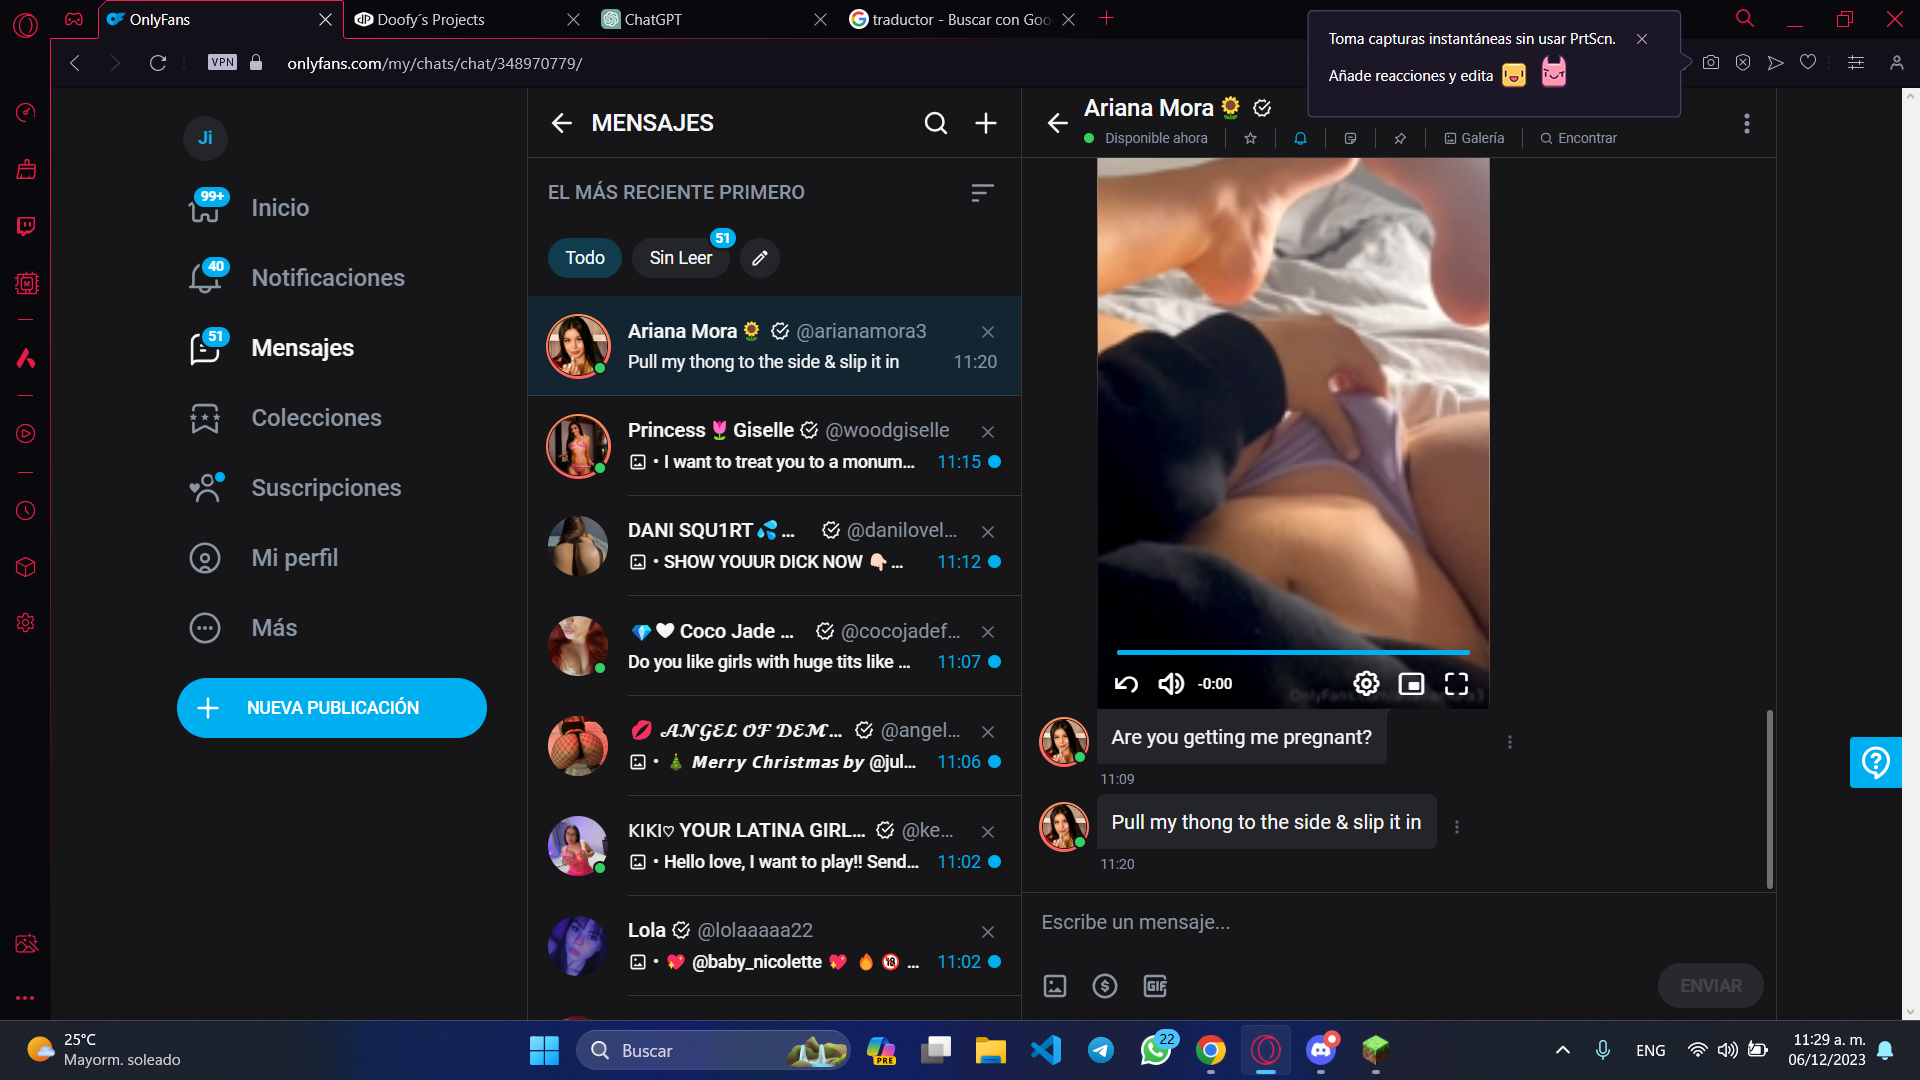 OnlyFans
Doofy´s Projects
ChatGPT
traductor - Buscar con Goo
VPN
onlyfans.com/my/chats/chat/348970779/
Toma capturas instantáneas sin usar PrtScn.
Añade reacciones y edita
Ji
99+
Inicio
40
Notificaciones
51
Mensajes
Colecciones
Suscripciones
Mi perfil
Más
NUEVA PUBLICACIÓN
MENSAJES
EL MÁS RECIENTE PRIMERO
Todo
Sin Leer
51
Ariana Mora🌻 @arianamora3
Pull my thong to the side & slip it in 11:20
Princess🌷Giselle @woodgiselle
• I want to treat you to a monum... 11:15
DANI SQU1RT💦... @danilovel...
• SHOW YOUUR DICK NOW 👇🏻... 11:12
💎🤍Coco Jade ... @cocojadef...
Do you like girls with huge tits like ... 11:07
💋 𝓐𝓝𝓖𝓔𝓛 𝓞𝓕 𝓓𝓔𝓜... @angel...
• 🎄 𝙈𝙚𝙧𝙧𝙮 𝘾𝙝𝙧𝙞𝙨𝙩𝙢𝙖𝙨 𝙗𝙮 @jul... 11:06
KIKI♡ YOUR LATINA GIRL... @ke...
• Hello love, I want to play!! Send... 11:02
Lola @lolaaaaa22
• 💖 @baby_nicolette 💖 🔥 🔞 ... 11:02
Ariana Mora🌻
Disponible ahora
Galería
Encontrar
-0:00
Are you getting me pregnant?
11:09
Pull my thong to the side & slip it in
11:20
Escribe un mensaje...
GIF
ENVIAR
25°C
Mayorm. soleado
Buscar
PRE
22
ENG
11:29 a. m.
06/12/2023